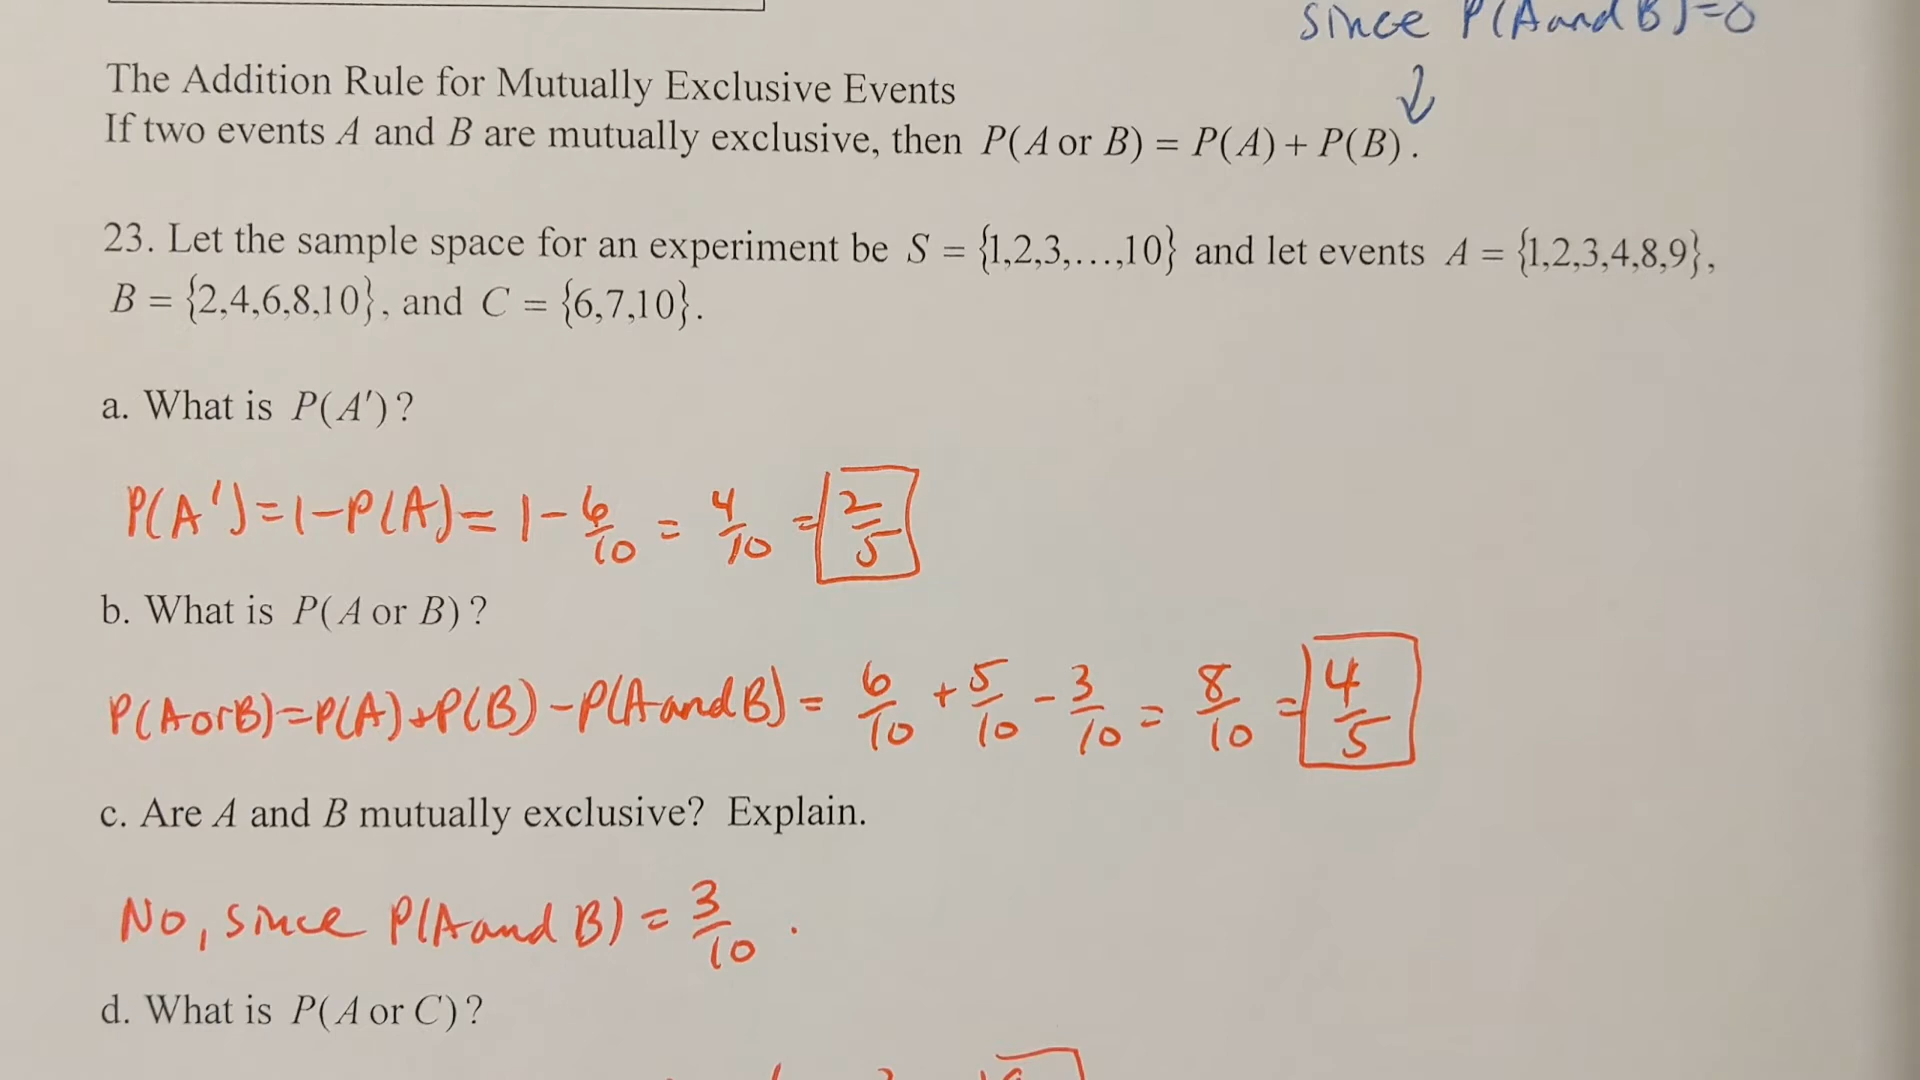 since P(A and B)=0
↓
The Addition Rule for Mutually Exclusive Events
If two events A and B are mutually exclusive, then P(A or B) = P(A) + P(B).
23. Let the sample space for an experiment be S = {1,2,3,...,10} and let events A = {1,2,3,4,8,9},
B = {2,4,6,8,10}, and C = {6,7,10}.
a. What is P(A′)?
P(A')=1-P(A)= 1 - 6/10 = 4/10 = 2/5
b. What is P(A or B)?
P(A or B)=P(A)+P(B)-P(A and B)= 6/10 + 5/10 - 3/10 = 8/10 = 4/5
c. Are A and B mutually exclusive? Explain.
No, since P(A and B) = 3/10 .
d. What is P(A or C)?